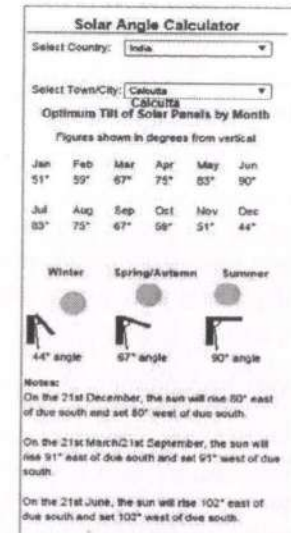 Solar Angle Calculator
Select Country: India
Select Town/City: Calcutta
Calcutta
Optimum Tilt of Solar Panels by Month
Figures shown in degrees from vertical
Jan Feb Mar Apr May Jun
51° 59° 67° 75° 83° 90°
Jul Aug Sep Oct Nov Dec
83° 75° 67° 59° 51° 44°
Winter Spring/Autumn Summer
44° angle 67° angle 90° angle
Notes:
On the 21st December, the sun will rise 80° east
of due south and set 80° west of due south.
On the 21st March/21st September, the sun will
rise 91° east of due south and set 91° west of due
south.
On the 21st June, the sun will rise 102° east of
due south and set 102° west of due south.